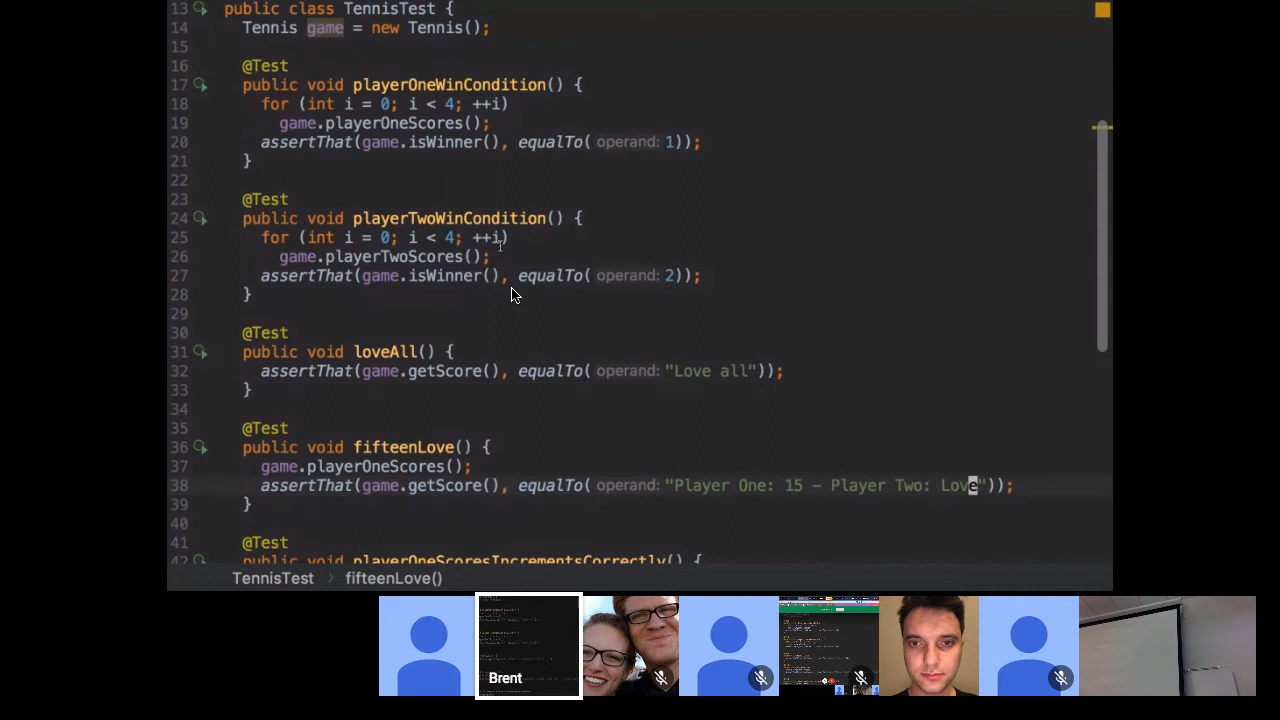 13 public class TennisTest {
14 Tennis game = new Tennis();
15
16 @Test
17 public void playerOneWinCondition() {
18 for (int i = 0; i < 4; ++i)
19 game.playerOneScores();
20 assertThat(game.isWinner(), equalTo( operand: 1));
21 }
22
23 @Test
24 public void playerTwoWinCondition() {
25 for (int i = 0; i < 4; ++i)
26 game.playerTwoScores();
27 assertThat(game.isWinner(), equalTo( operand: 2));
28 }
29
30 @Test
31 public void loveAll() {
32 assertThat(game.getScore(), equalTo( operand: "Love all"));
33 }
34
35 @Test
36 public void fifteenLove() {
37 game.playerOneScores();
38 assertThat(game.getScore(), equalTo( operand: "Player One: 15 – Player Two: Love"));
39 }
40
41 @Test
42 public void playerOneScoresIncrementsCorrectly() {
TennisTest › fifteenLove()
Brent